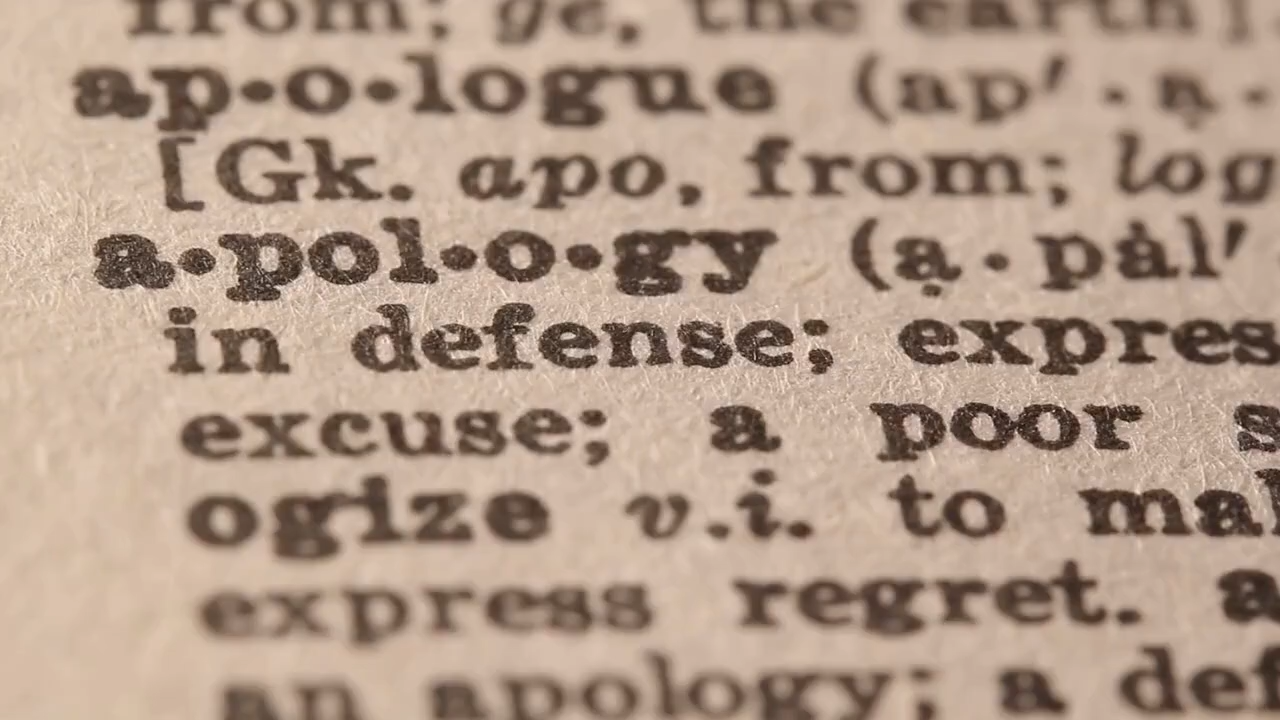 from; ge, the earth]
ap•o•logue (ap′ · ạ ·
[Gk. apo, from; log
a•pol•o•gy (ạ · pàl′
in defense; expres
excuse; a poor s
ogize v.i. to mak
express regret. a
an apology; a def